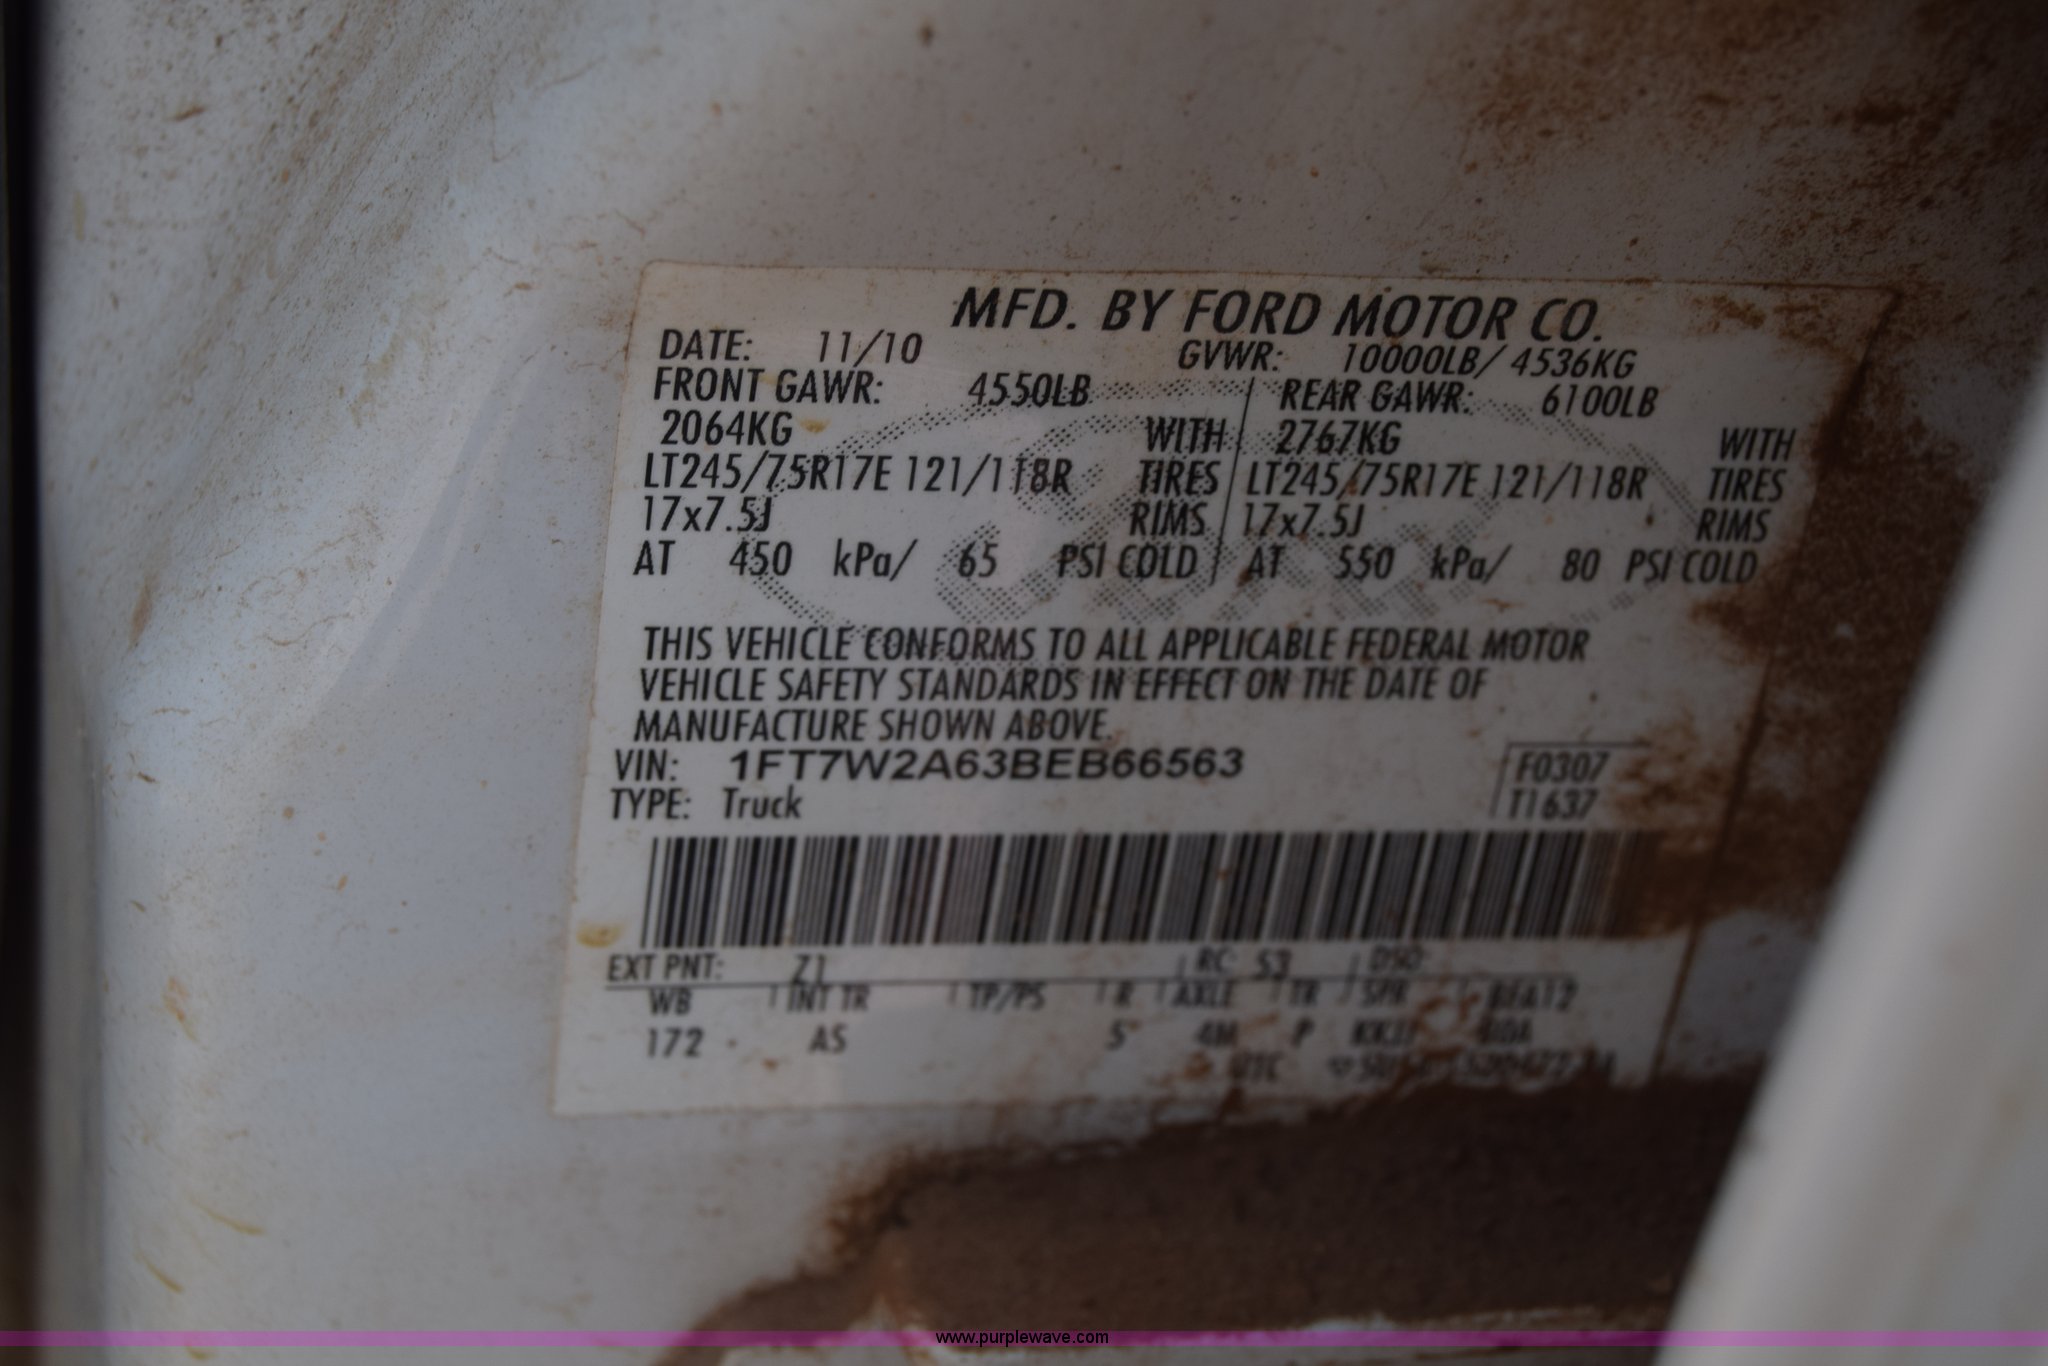 MFD. BY FORD MOTOR CO.
DATE: 11/10 GVWR: 10000LB/ 4536KG
FRONT GAWR: 4550LB REAR GAWR: 6100LB
2064KG WITH 2767KG WITH
LT245/75R17E 121/118R TIRES LT245/75R17E 121/118R TIRES
17x7.5J RIMS 17x7.5J RIMS
AT 450 kPa/ 65 PSI COLD AT 550 kPa/ 80 PSI COLD
THIS VEHICLE CONFORMS TO ALL APPLICABLE FEDERAL MOTOR
VEHICLE SAFETY STANDARDS IN EFFECT ON THE DATE OF
MANUFACTURE SHOWN ABOVE.
VIN: 1FT7W2A63BEB66563 F0307
TYPE: Truck T1637
EXT PNT: Z1 RC: 53 DSO:
WB INT TR TP/PS R AXLE TR SPR
172 AS 5 4M P
www.purplewave.com